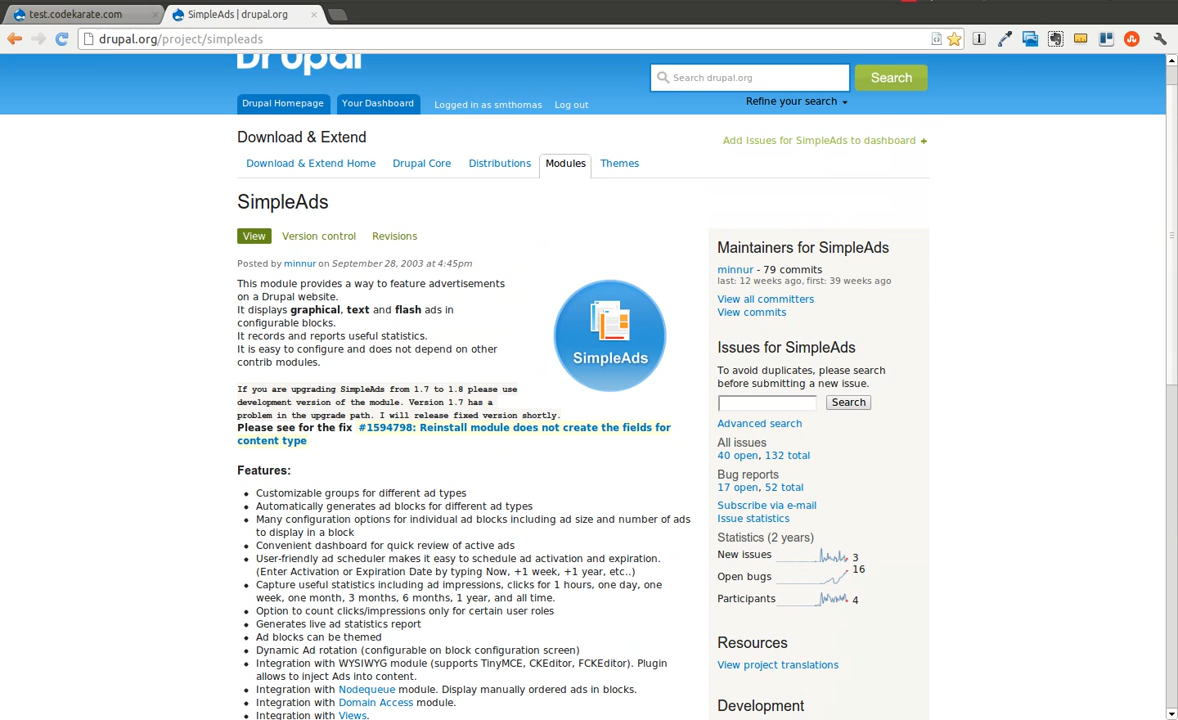 test.codekarate.com
SimpleAds | drupal.org
drupal.org/project/simpleads
Drupal
Search drupal.org
Search
Refine your search
Drupal Homepage
Your Dashboard
Logged in as smthomas
Log out
Download & Extend
Add Issues for SimpleAds to dashboard +
Download & Extend Home
Drupal Core
Distributions
Modules
Themes
SimpleAds
View
Version control
Revisions
Posted by minnur on September 28, 2003 at 4:45pm
This module provides a way to feature advertisements
on a Drupal website.
It displays graphical, text and flash ads in
configurable blocks.
It records and reports useful statistics.
It is easy to configure and does not depend on other
contrib modules.
SimpleAds
If you are upgrading SimpleAds from 1.7 to 1.8 please use
development version of the module. Version 1.7 has a
problem in the upgrade path. I will release fixed version shortly.
Please see for the fix #1594798: Reinstall module does not create the fields for
content type
Features:
Customizable groups for different ad types
Automatically generates ad blocks for different ad types
Many configuration options for individual ad blocks including ad size and number of ads
to display in a block
Convenient dashboard for quick review of active ads
User-friendly ad scheduler makes it easy to schedule ad activation and expiration.
(Enter Activation or Expiration Date by typing Now, +1 week, +1 year, etc..)
Capture useful statistics including ad impressions, clicks for 1 hours, one day, one
week, one month, 3 months, 6 months, 1 year, and all time.
Option to count clicks/impressions only for certain user roles
Generates live ad statistics report
Ad blocks can be themed
Dynamic Ad rotation (configurable on block configuration screen)
Integration with WYSIWYG module (supports TinyMCE, CKEditor, FCKEditor). Plugin
allows to inject Ads into content.
Integration with Nodequeue module. Display manually ordered ads in blocks.
Integration with Domain Access module.
Integration with Views.
Maintainers for SimpleAds
minnur - 79 commits
last: 12 weeks ago, first: 39 weeks ago
View all committers
View commits
Issues for SimpleAds
To avoid duplicates, please search
before submitting a new issue.
Search
Advanced search
All issues
40 open, 132 total
Bug reports
17 open, 52 total
Subscribe via e-mail
Issue statistics
Statistics (2 years)
New issues 3
Open bugs 16
Participants 4
Resources
View project translations
Development